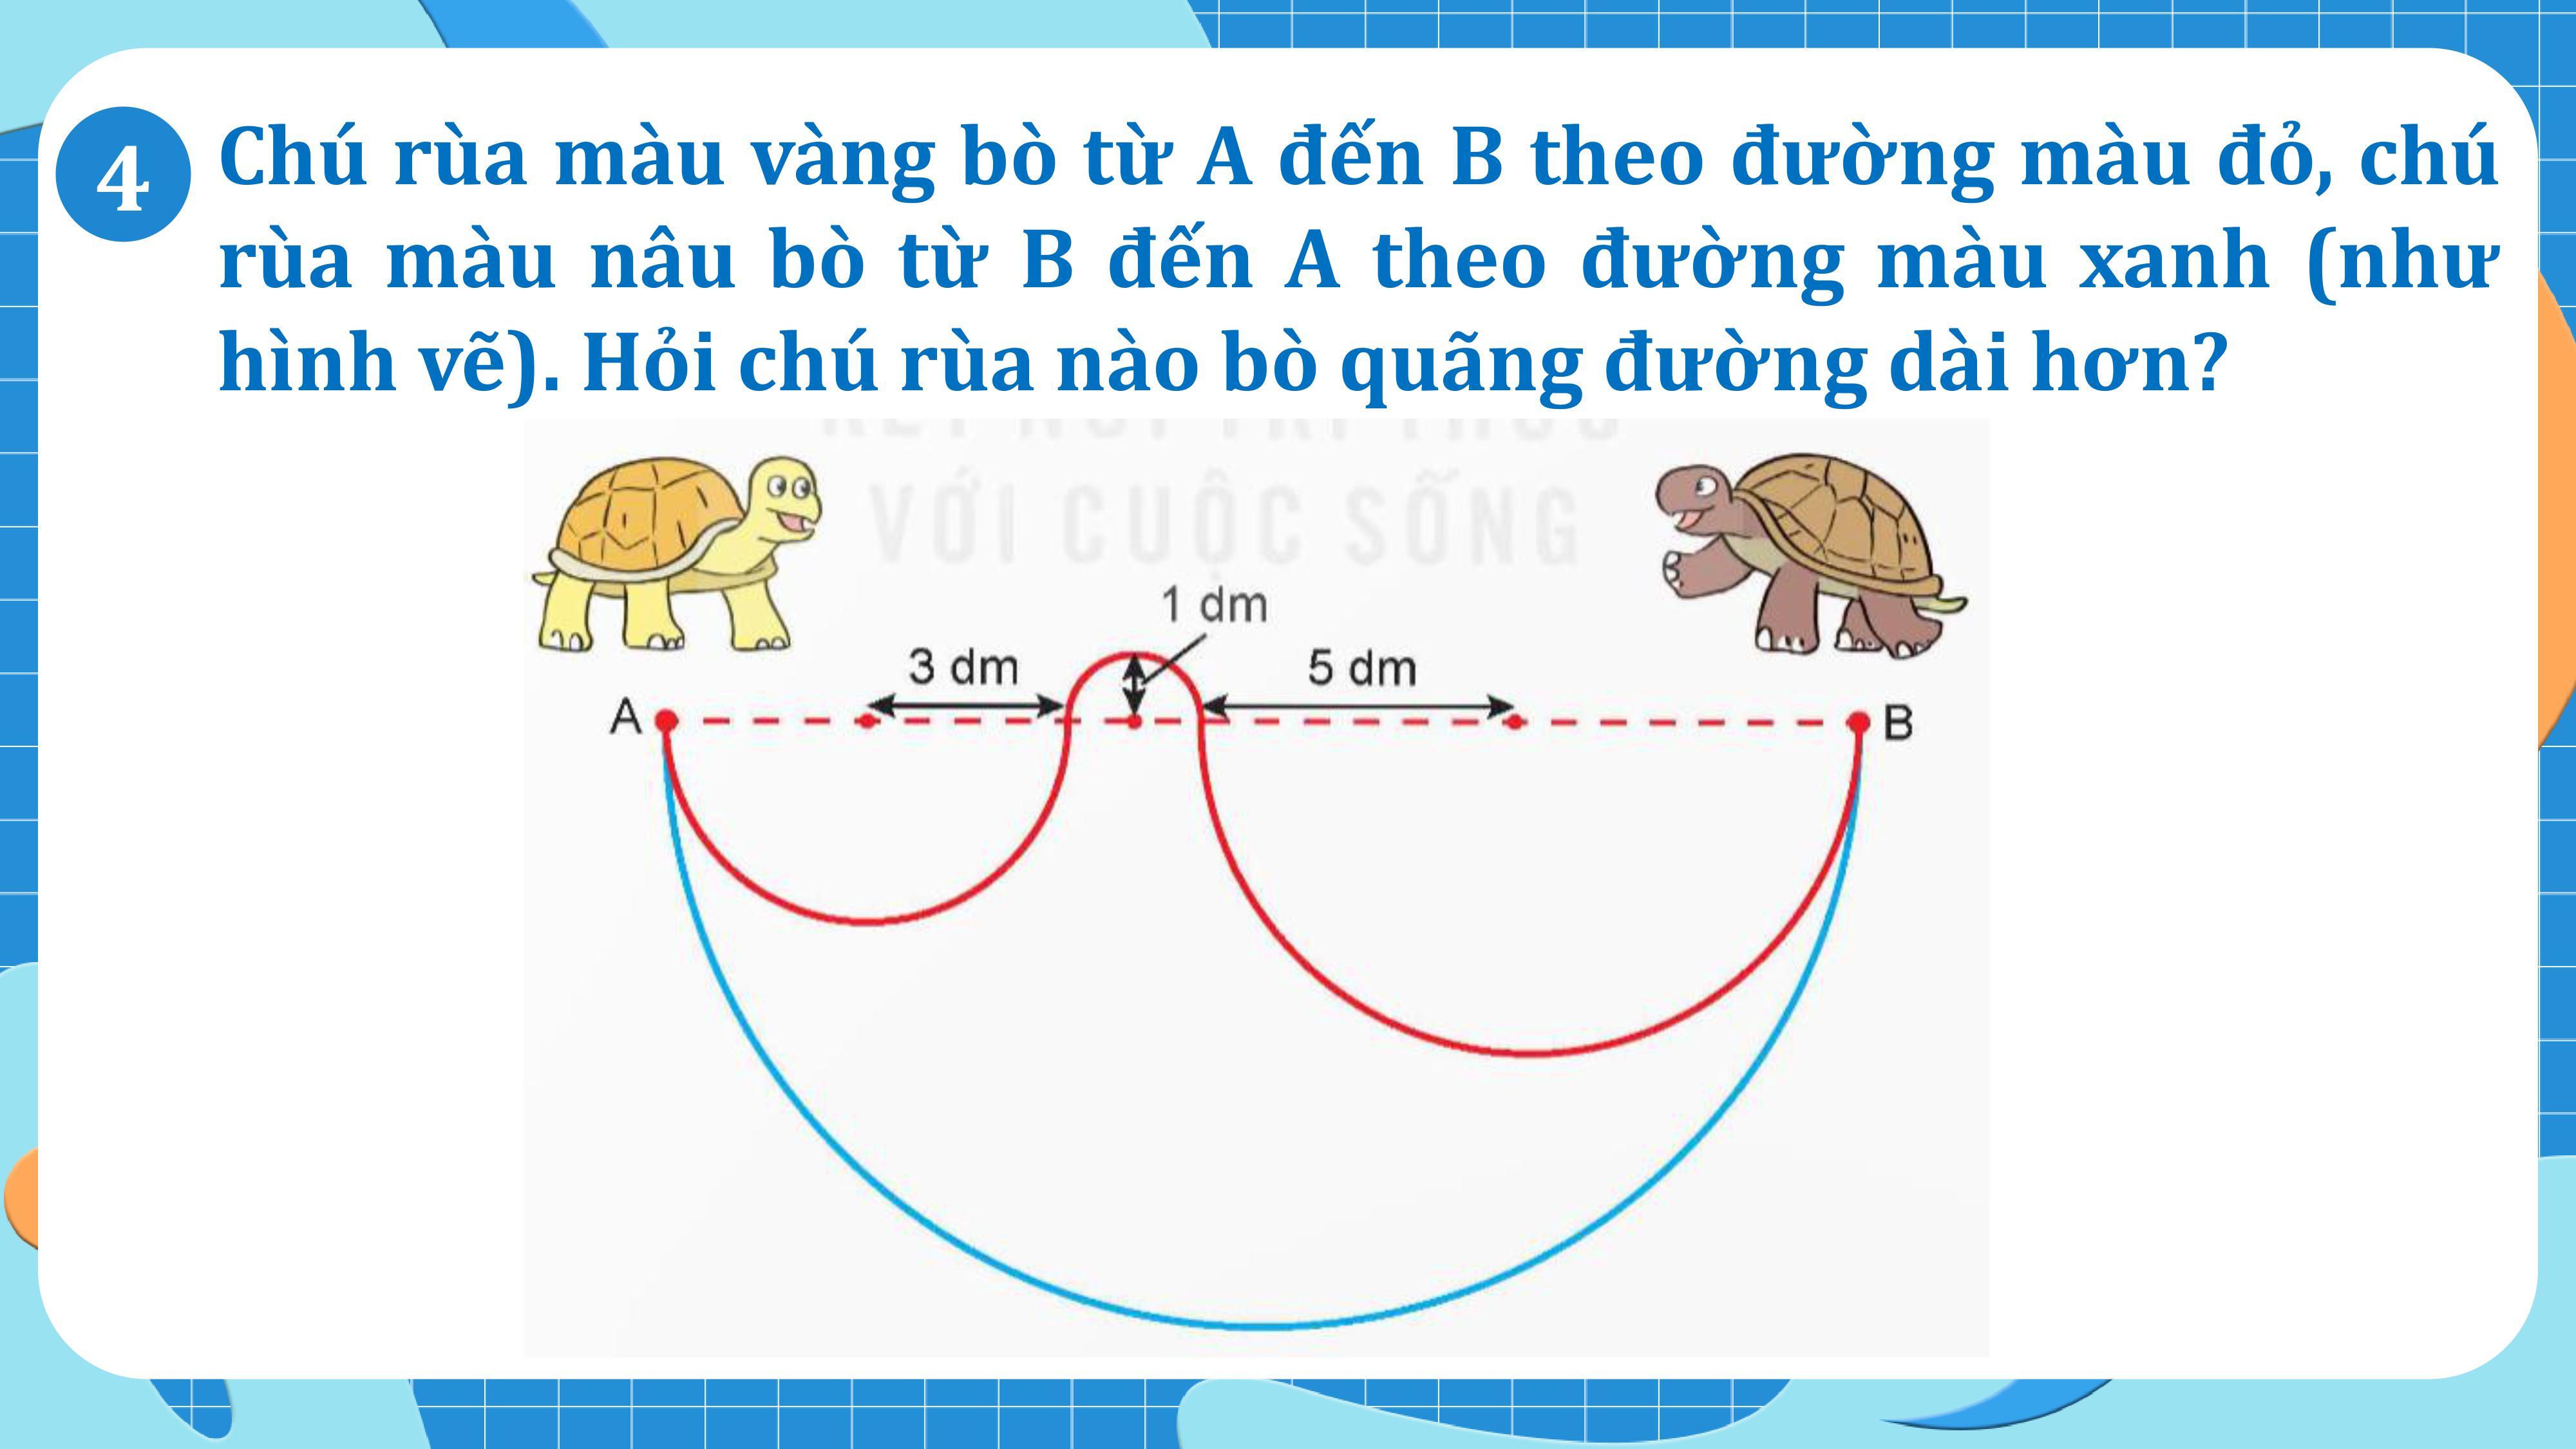 4
Chú rùa màu vàng bò từ A đến B theo đường màu đỏ, chú
rùa màu nâu bò từ B đến A theo đường màu xanh (như
hình vẽ). Hỏi chú rùa nào bò quãng đường dài hơn?
VỚI CUỘC SỐNG
1 dm
3 dm
5 dm
A
B